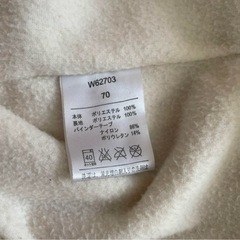 W62703
70
本体 ポリエステル 100%
裏地 ポリエステル 100%
バインダーテープ
ナイロン 86%
ポリウレタン 14%
40